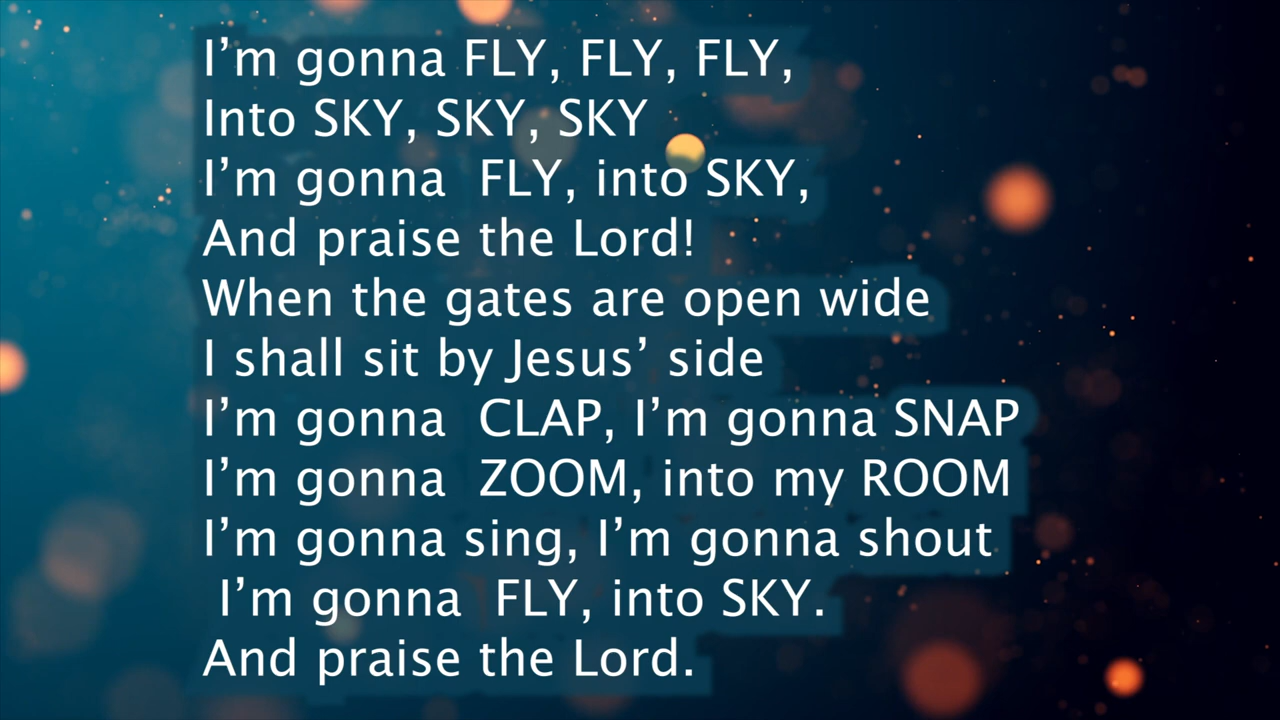 I’m gonna FLY, FLY, FLY,
Into SKY, SKY, SKY
I’m gonna  FLY, into SKY,
And praise the Lord!
When the gates are open wide
I shall sit by Jesus’ side
I’m gonna  CLAP, I’m gonna SNAP
I’m gonna  ZOOM, into my ROOM
I’m gonna sing, I’m gonna shout
I’m gonna  FLY, into SKY.
And praise the Lord.